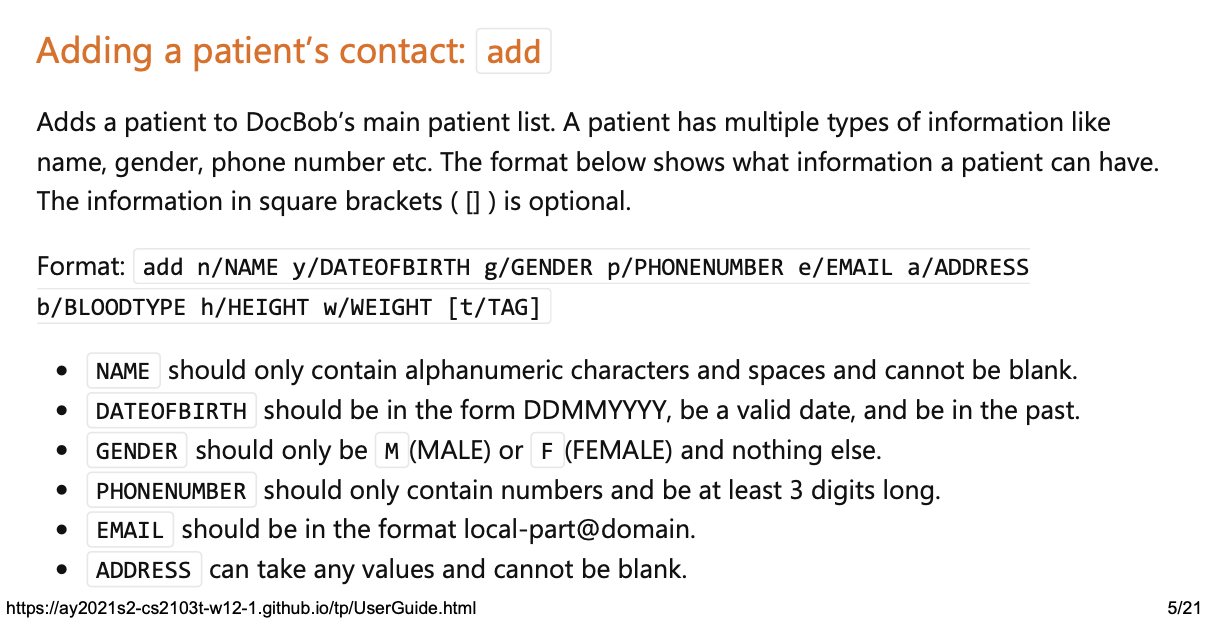 Adding a patient’s contact: add
Adds a patient to DocBob’s main patient list. A patient has multiple types of information like
name, gender, phone number etc. The format below shows what information a patient can have.
The information in square brackets ( [] ) is optional.
Format: add n/NAME y/DATEOFBIRTH g/GENDER p/PHONENUMBER e/EMAIL a/ADDRESS
b/BLOODTYPE h/HEIGHT w/WEIGHT [t/TAG]
• NAME should only contain alphanumeric characters and spaces and cannot be blank.
• DATEOFBIRTH should be in the form DDMMYYYY, be a valid date, and be in the past.
• GENDER should only be M (MALE) or F (FEMALE) and nothing else.
• PHONENUMBER should only contain numbers and be at least 3 digits long.
• EMAIL should be in the format local-part@domain.
• ADDRESS can take any values and cannot be blank.
https://ay2021s2-cs2103t-w12-1.github.io/tp/UserGuide.html 5/21